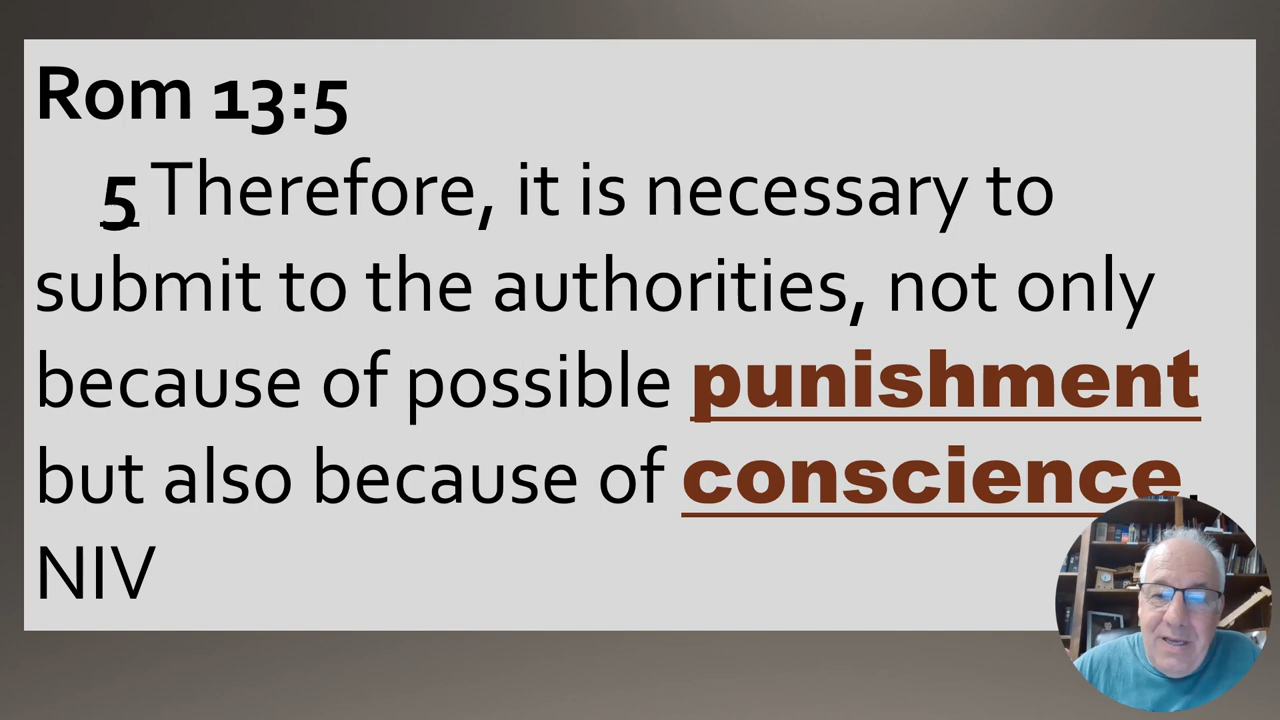 Rom 13:5
5 Therefore, it is necessary to
submit to the authorities, not only
because of possible punishment
but also because of conscience.
NIV